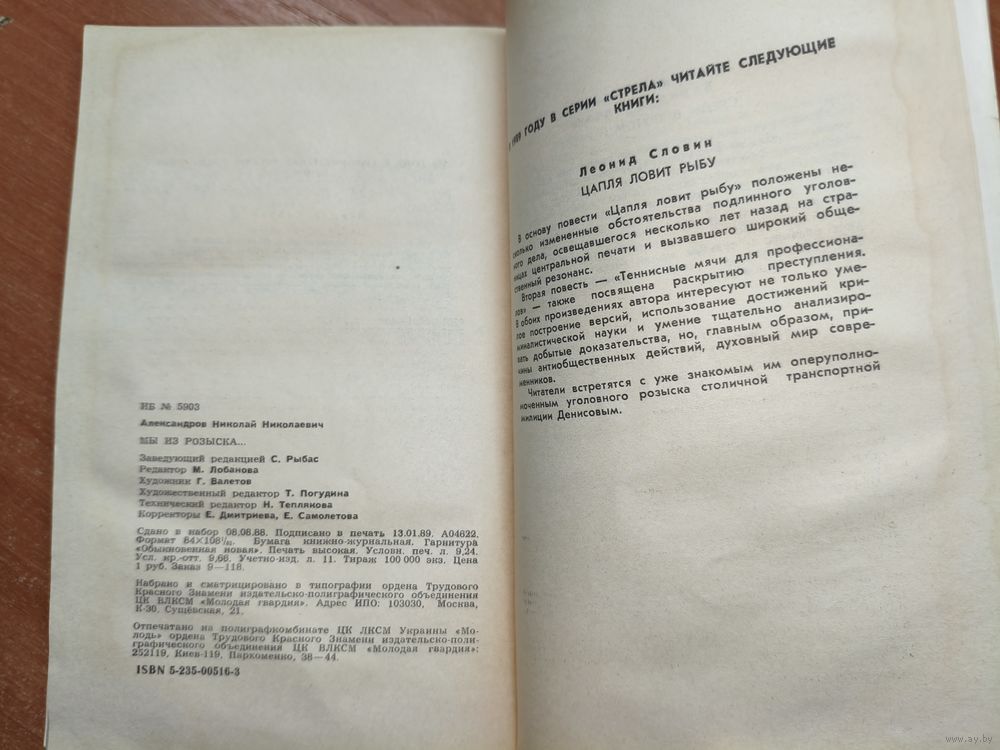 ИБ № 5903
Александров Николай Николаевич
МЫ ИЗ РОЗЫСКА...
Заведующий редакцией С. Рыбас
Редактор М. Лобанова
Художник Г. Валетов
Художественный редактор Т. Погудина
Технический редактор Н. Теплякова
Корректоры Е. Дмитриева, Е. Самолетова
Сдано в набор 08.08.88. Подписано в печать 13.01.89. А04622.
Формат 84×108¹/₃₂. Бумага книжно-журнальная. Гарнитура
«Обыкновенная новая». Печать высокая. Условн. печ. л. 9,24.
Усл. кр.-отт. 9,66. Учетно-изд. л. 11. Тираж 100 000 экз. Цена
1 руб. Заказ 9—118.
Набрано и сматрицировано в типографии ордена Трудового
Красного Знамени издательско-полиграфического объединения
ЦК ВЛКСМ «Молодая гвардия». Адрес ИПО: 103030, Москва,
К-30, Сущевская, 21.
Отпечатано на полиграфкомбинате ЦК ЛКСМ Украины «Мо-
лодь» ордена Трудового Красного Знамени издательско-поли-
графического объединения ЦК ВЛКСМ «Молодая гвардия»:
252119, Киев-119, Пархоменко, 38—44.
ISBN 5-235-00516-3
ГОДУ В СЕРИИ «СТРЕЛА» ЧИТАЙТЕ СЛЕДУЮЩИЕ
КНИГИ:
Леонид Словин
ЦАПЛЯ ЛОВИТ РЫБУ
В основу повести «Цапля ловит рыбу» положены не-
сколько измененные обстоятельства подлинного уголов-
ного дела, освещавшегося несколько лет назад на стра-
ницах центральной печати и вызвавшего широкий обще-
ственный резонанс.
Вторая повесть — «Теннисные мячи для профессиона-
лов» — также посвящена раскрытию преступления.
В обоих произведениях автора интересуют не только уме-
лое построение версий, использование достижений кри-
миналистической науки и умение тщательно анализиро-
вать добытые доказательства, но, главным образом, при-
чины антиобщественных действий, духовный мир совре-
менников.
Читатели встретятся с уже знакомым им оперуполно-
моченным уголовного розыска столичной транспортной
милиции Денисовым.
www.ay.by